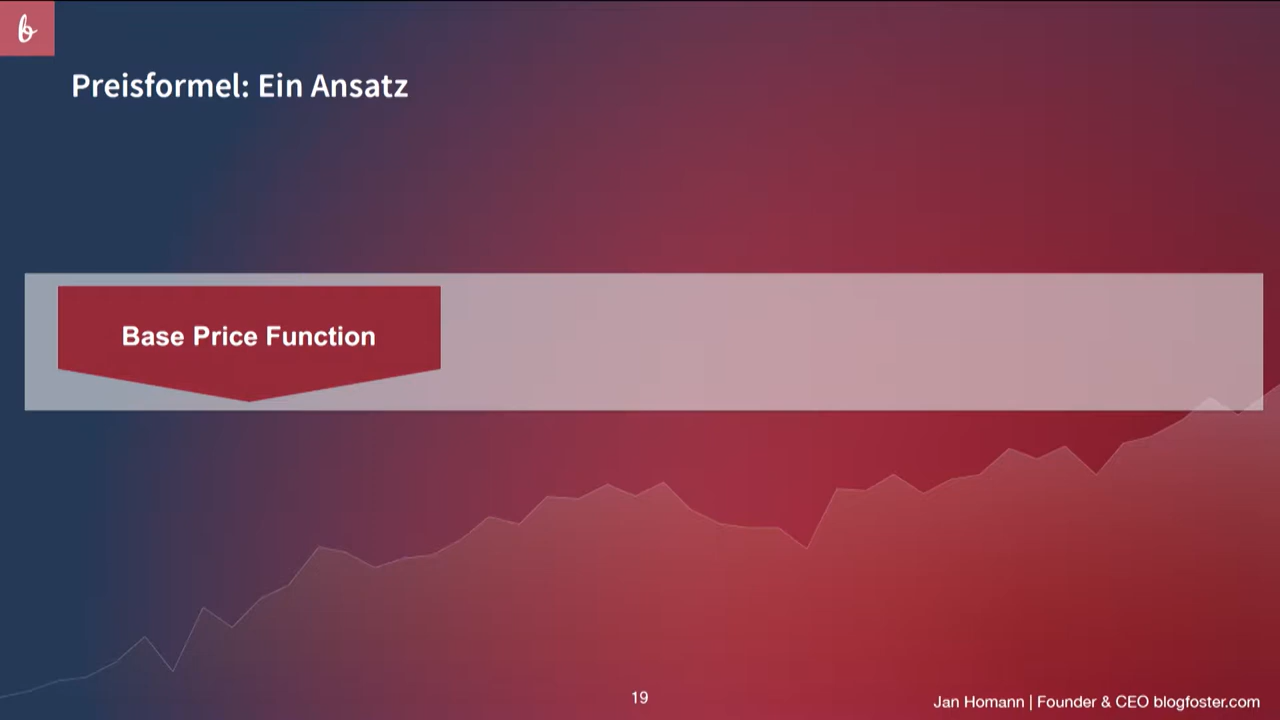 b
Preisformel: Ein Ansatz
Base Price Function
19
Jan Homann | Founder & CEO blogfoster.com